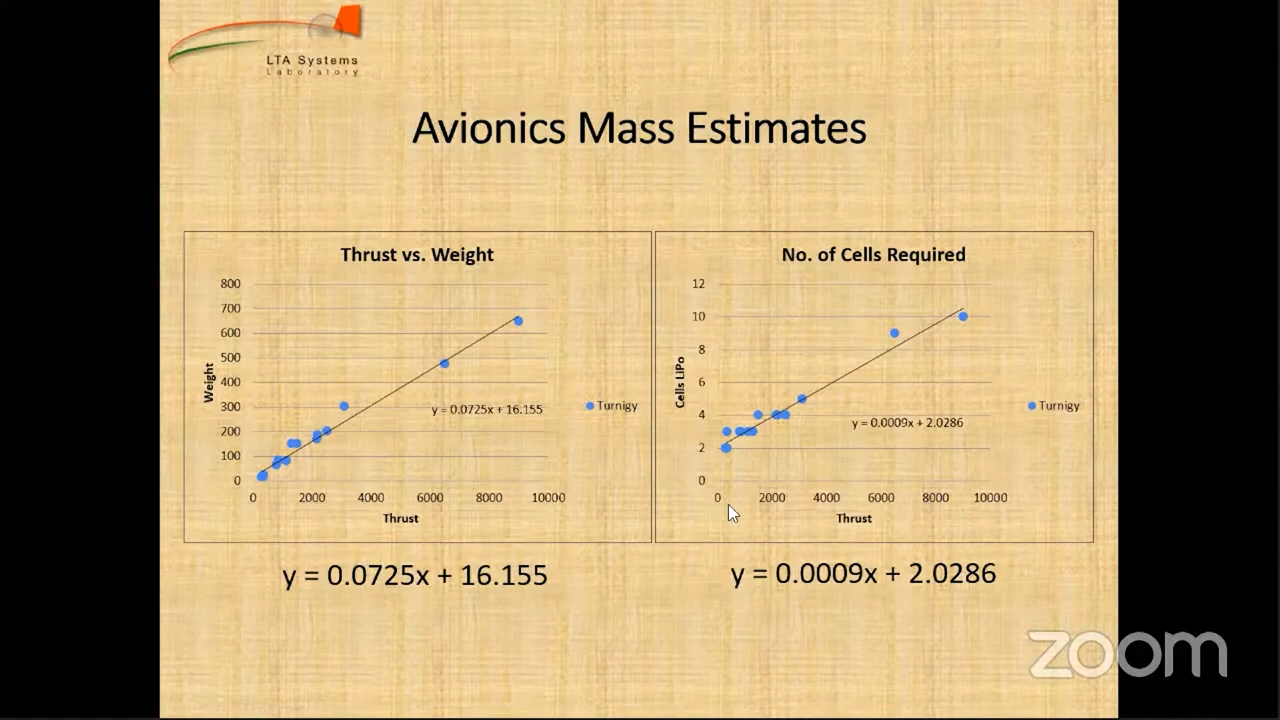 LTA Systems
Laboratory
Avionics Mass Estimates
Thrust vs. Weight
800
700
600
500
400
300
200
100
0
Weight
y = 0.0725x + 16.155
Turnigy
0 2000 4000 6000 8000 10000
Thrust
No. of Cells Required
12
10
8
6
4
2
0
Cells LiPo
y = 0.0009x + 2.0286
Turnigy
0 2000 4000 6000 8000 10000
Thrust
y = 0.0725x + 16.155
y = 0.0009x + 2.0286
zoom